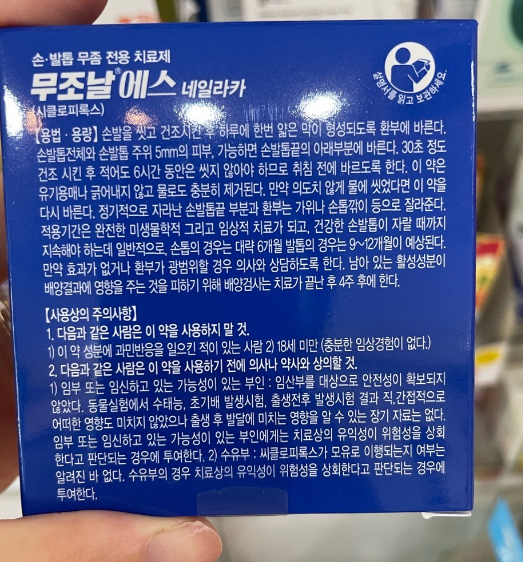 손·발톱 무좀 전용 치료제
무조날®에스 네일라카
(시클로피록스)
설명서를 읽고 보관하세요.
【용법·용량】 손발을 씻고 건조시킨 후 하루에 한번 얇은 막이 형성되도록 환부에 바른다.
손발톱전체와 손발톱 주위 5mm의 피부, 가능하면 손발톱끝의 아래부분에 바른다. 30초 정도
건조 시킨 후 적어도 6시간 동안은 씻지 않아야 하므로 취침 전에 바르도록 한다. 이 약은
유기용매나 긁어내지 않고 물로도 충분히 제거된다. 만약 의도치 않게 물에 씻었다면 이 약을
다시 바른다. 정기적으로 자라난 손발톱끝 부분과 환부는 가위나 손톱깎이 등으로 잘라준다.
적용기간은 완전한 미생물학적 그리고 임상적 치료가 되고, 건강한 손발톱이 자랄 때까지
지속해야 하는데 일반적으로, 손톱의 경우는 대략 6개월 발톱의 경우는 9~12개월이 예상된다.
만약 효과가 없거나 환부가 광범위할 경우 의사와 상담하도록 한다. 남아 있는 활성성분이
배양결과에 영향을 주는 것을 피하기 위해 배양검사는 치료가 끝난 후 4주 후에 한다.
【사용상의 주의사항】
1. 다음과 같은 사람은 이 약을 사용하지 말 것.
1) 이 약 성분에 과민반응을 일으킨 적이 있는 사람 2) 18세 미만 (충분한 임상경험이 없다.)
2. 다음과 같은 사람은 이 약을 사용하기 전에 의사나 약사와 상의할 것.
1) 임부 또는 임신하고 있는 가능성이 있는 부인 : 임산부를 대상으로 안전성이 확보되지
않았다. 동물실험에서 수태능, 초기배 발생시험, 출생전후 발생시험 결과 직,간접적으로
어떠한 영향도 미치지 않았으나 출생 후 발달에 미치는 영향을 알 수 있는 장기 자료는 없다.
임부 또는 임신하고 있는 가능성이 있는 부인에게는 치료상의 유익성이 위험성을 상회
한다고 판단되는 경우에 투여한다. 2) 수유부 : 씨클로피록스가 모유로 이행되는지 여부는
알려진 바 없다. 수유부의 경우 치료상의 유익성이 위험성을 상회한다고 판단되는 경우에
투여한다.